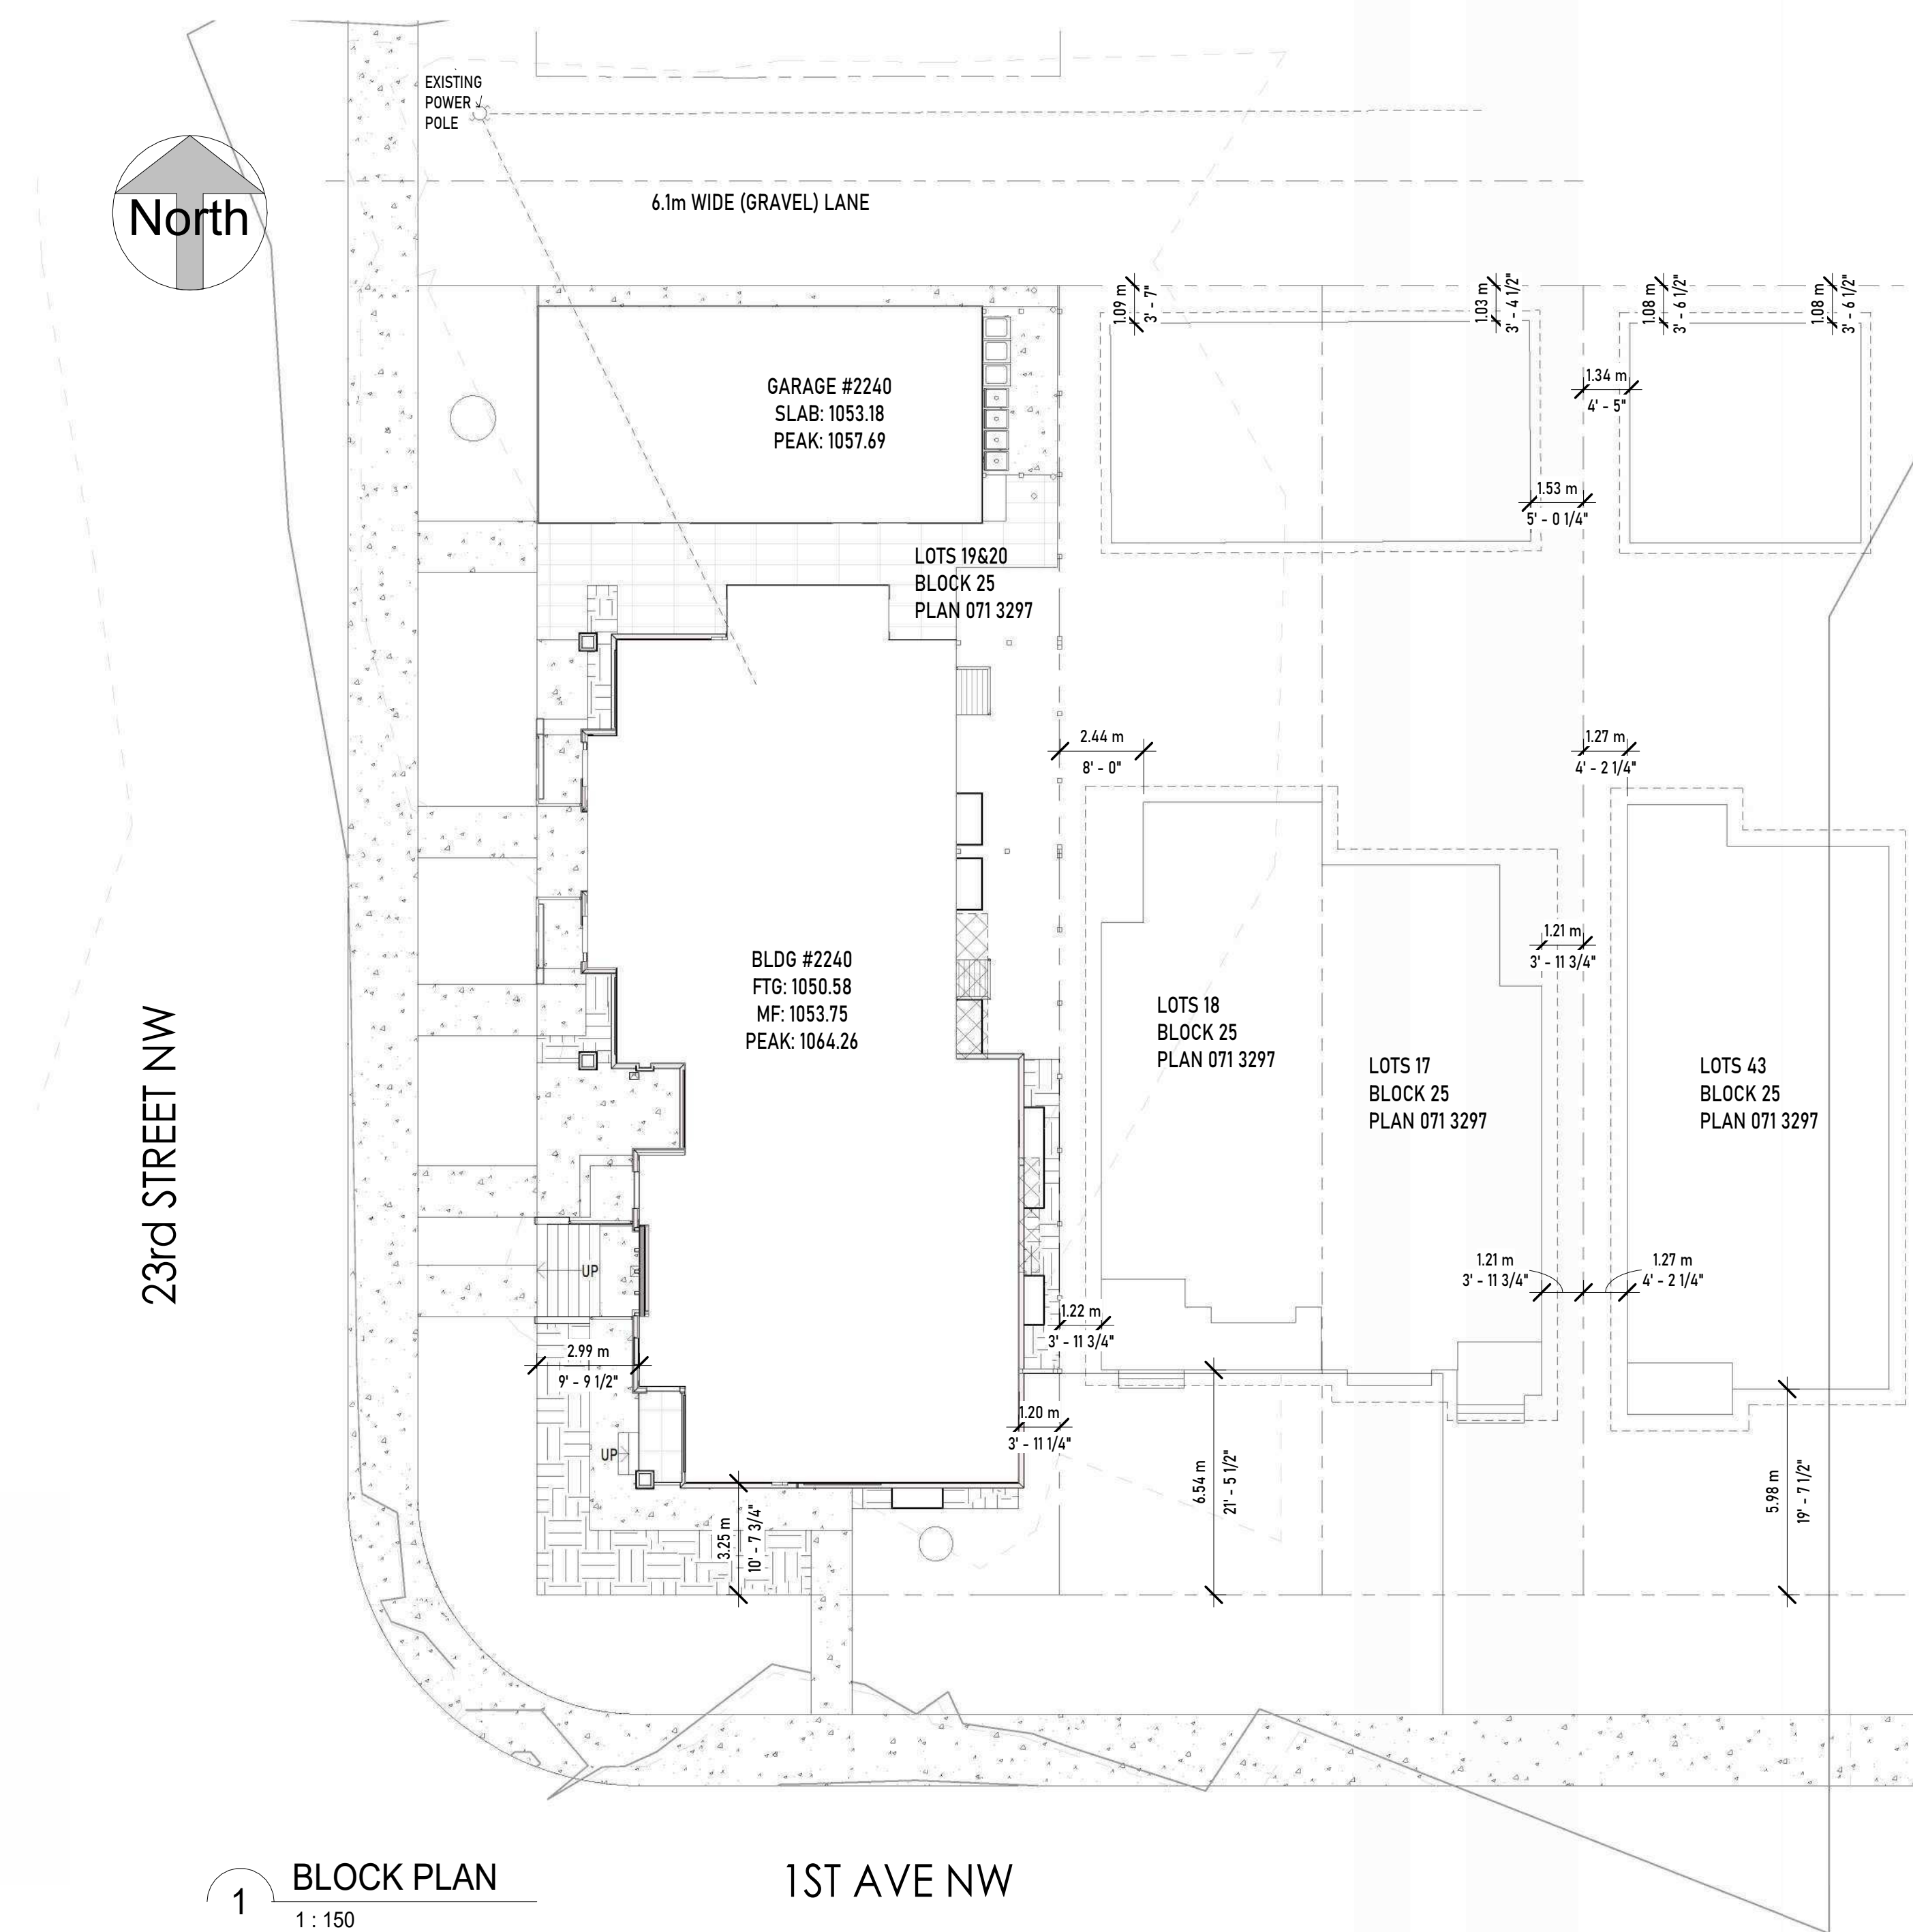 EXISTING
POWER
POLE
North
6.1m WIDE (GRAVEL) LANE
1.09 m
3' - 7"
1.03 m
3' - 4 1/2"
1.08 m
3' - 6 1/2"
1.08 m
3' - 6 1/2"
GARAGE #2240
SLAB: 1053.18
PEAK: 1057.69
1.34 m
4' - 5"
1.53 m
5' - 0 1/4"
LOTS 19&20
BLOCK 25
PLAN 071 3297
2.44 m
8' - 0"
1.27 m
4' - 2 1/4"
1.21 m
3' - 11 3/4"
BLDG #2240
FTG: 1050.58
MF: 1053.75
PEAK: 1064.26
LOTS 18
BLOCK 25
PLAN 071 3297
LOTS 17
BLOCK 25
PLAN 071 3297
LOTS 43
BLOCK 25
PLAN 071 3297
23rd STREET NW
UP
1.21 m
3' - 11 3/4"
1.27 m
4' - 2 1/4"
1.22 m
3' - 11 3/4"
2.99 m
9' - 9 1/2"
1.20 m
3' - 11 1/4"
UP
6.54 m
21' - 5 1/2"
5.98 m
19' - 7 1/2"
3.25 m
10' - 7 3/4"
1
BLOCK PLAN
1 : 150
1ST AVE NW